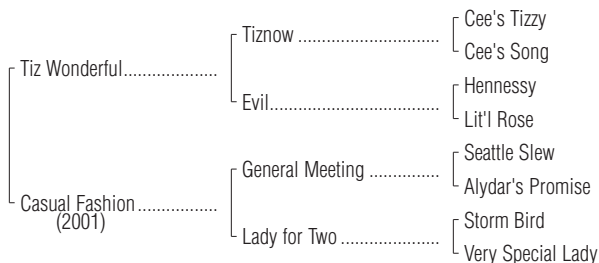 Cee's Tizzy
Tiznow ..............................
Cee's Song
Tiz Wonderful....................
Hennessy
Evil....................................
Lit'l Rose
Seattle Slew
General Meeting ...............
Alydar's Promise
Casual Fashion.................
(2001)
Storm Bird
Lady for Two .....................
Very Special Lady